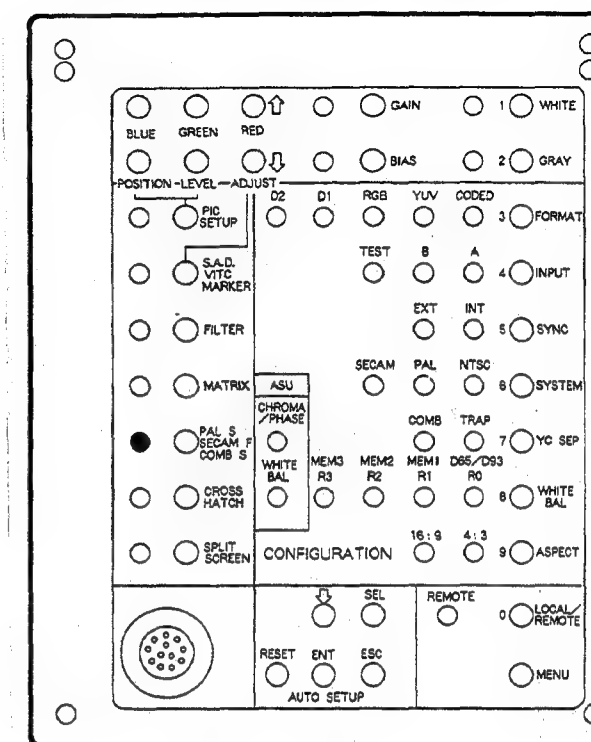 GAIN 1 WHITE
BLUE GREEN RED
BIAS 2 GRAY
POSITION LEVEL ADJUST
D2 D1 RGB YUV CODED
PIC SETUP 3 FORMAT
TEST B A
S.A.D. VITC MARKER 4 INPUT
EXT INT
FILTER 5 SYNC
SECAM PAL NTSC
MATRIX ASU 6 SYSTEM
CHROMA /PHASE
COMB TRAP
PAL S SECAM F COMB S 7 YC SEP
WHITE BAL MEM3 R3 MEM2 R2 MEM1 R1 D65/D93 R0
CROSS HATCH 8 WHITE BAL
16:9 4:3
SPLIT SCREEN CONFIGURATION 9 ASPECT
SEL REMOTE
0 LOCAL/ REMOTE
RESET ENT ESC
MENU
AUTO SETUP